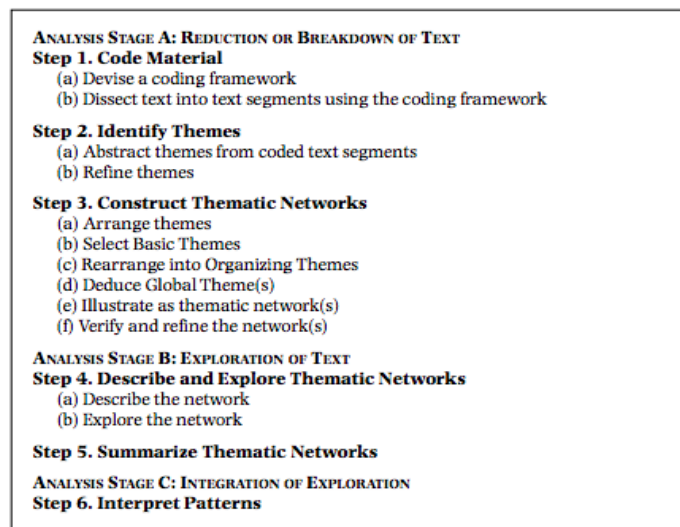 ANALYSIS STAGE A: REDUCTION OR BREAKDOWN OF TEXT
Step 1. Code Material
(a) Devise a coding framework
(b) Dissect text into text segments using the coding framework
Step 2. Identify Themes
(a) Abstract themes from coded text segments
(b) Refine themes
Step 3. Construct Thematic Networks
(a) Arrange themes
(b) Select Basic Themes
(c) Rearrange into Organizing Themes
(d) Deduce Global Theme(s)
(e) Illustrate as thematic network(s)
(f) Verify and refine the network(s)
ANALYSIS STAGE B: EXPLORATION OF TEXT
Step 4. Describe and Explore Thematic Networks
(a) Describe the network
(b) Explore the network
Step 5. Summarize Thematic Networks
ANALYSIS STAGE C: INTEGRATION OF EXPLORATION
Step 6. Interpret Patterns